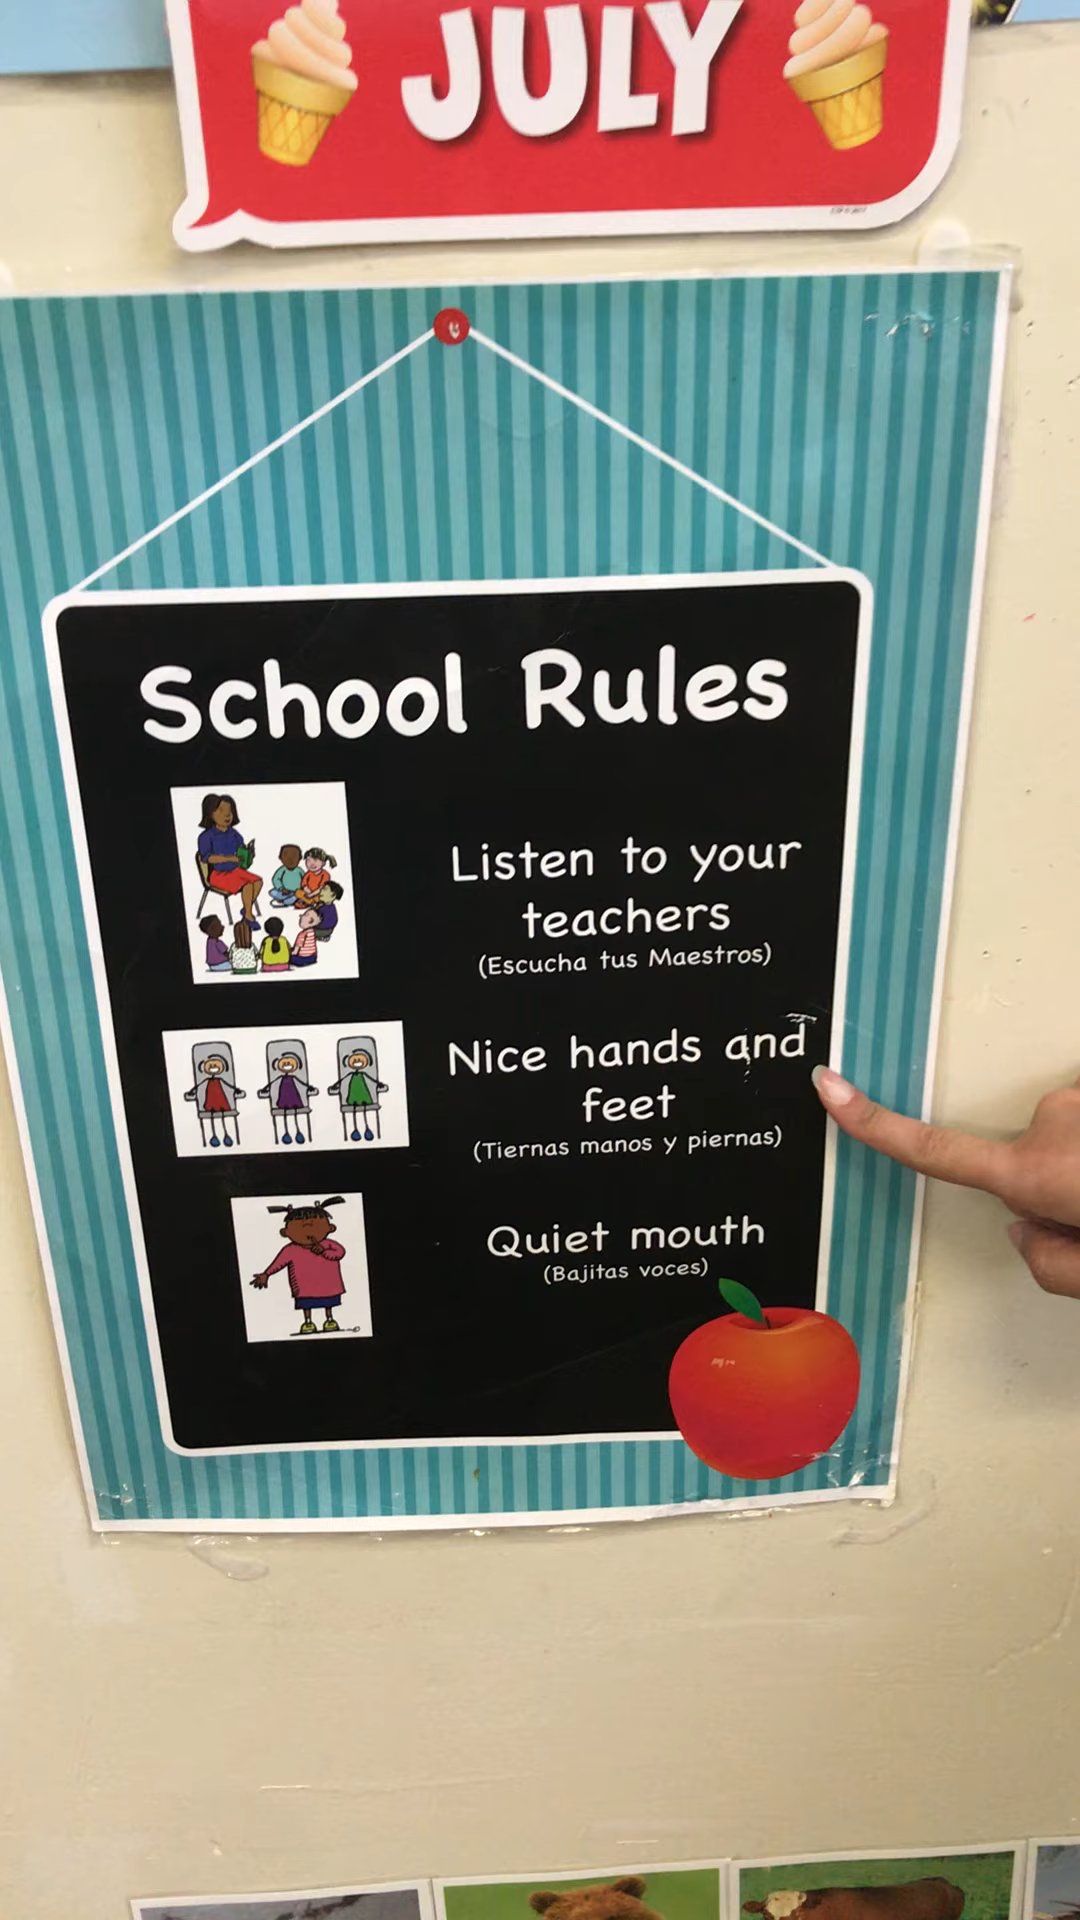 JULY
School Rules
Listen to your
teachers
(Escucha tus Maestros)
Nice hands and
feet
(Tiernas manos y piernas)
Quiet mouth
(Bajitas voces)